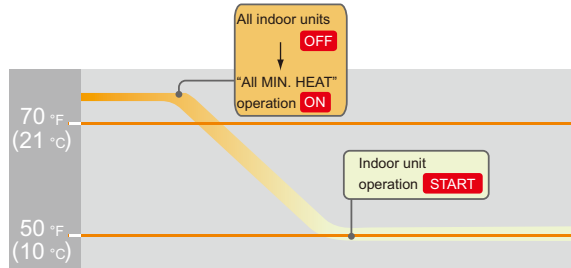 All indoor units
OFF
“All MIN. HEAT”
operation ON
70 °F
(21 °C)
Indoor unit
operation START
50 °F
(10 °C)